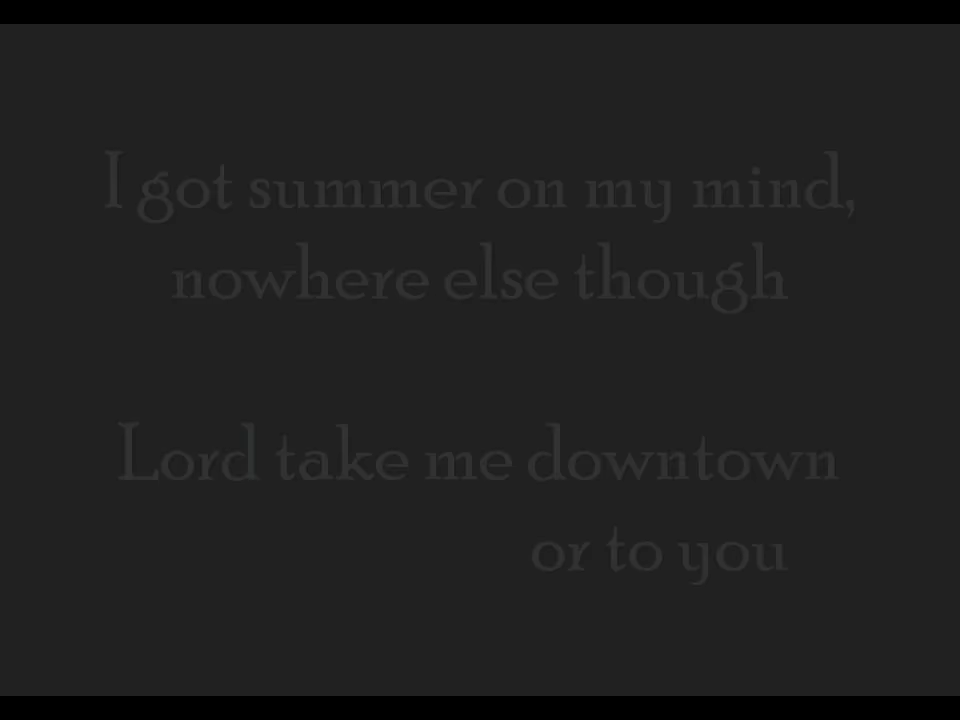 I got summer on my mind,
nowhere else though
Lord take me downtown
or to you